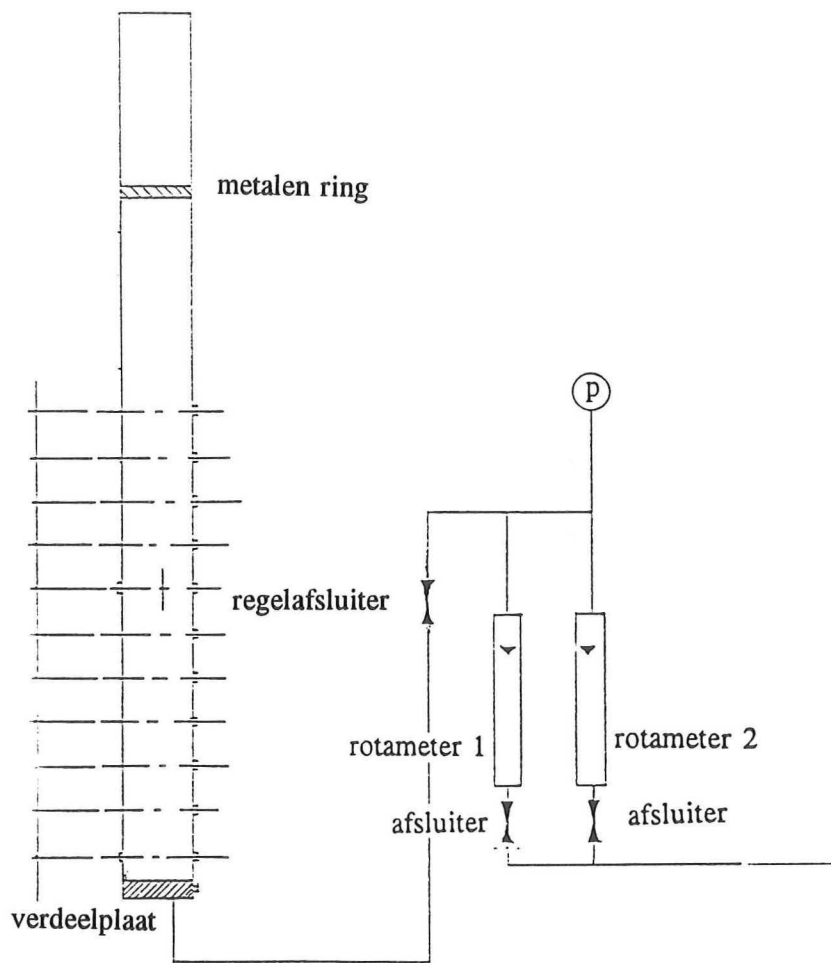 metalen ring
p
regelafsluiter
rotameter 1
rotameter 2
afsluiter
afsluiter
verdeelplaat